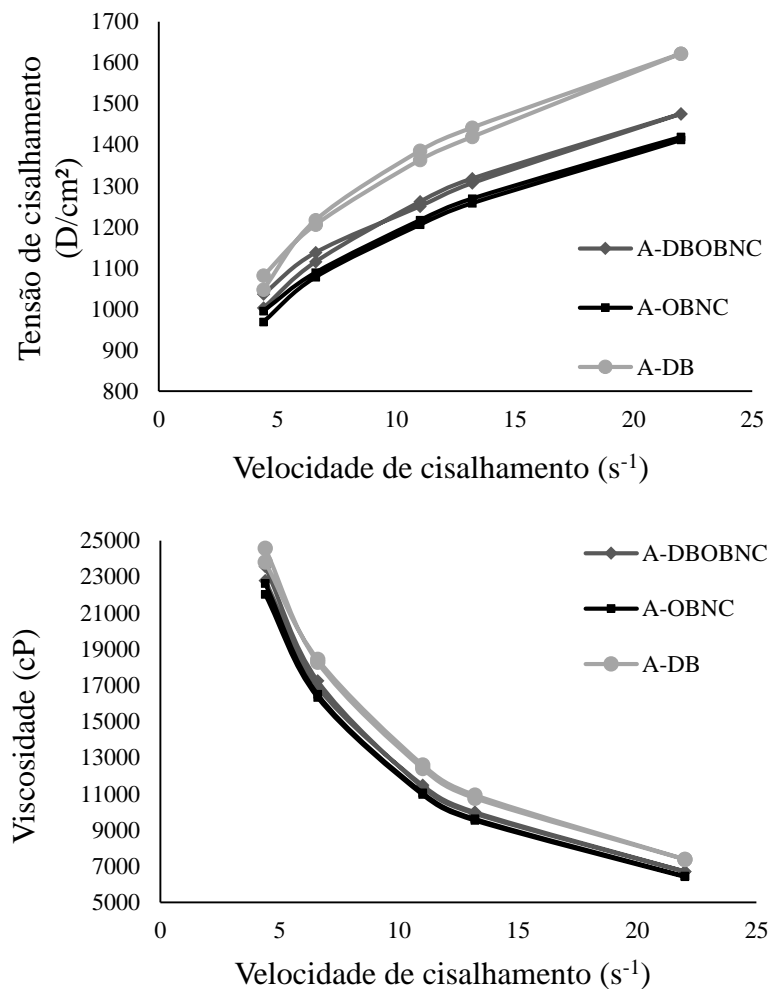 1700
1600
1500
1400
1300
1200
1100
1000
900
800
Tensão de cisalhamento
(D/cm²)
A-DBOBNC
A-OBNC
A-DB
0 5 10 15 20 25
Velocidade de cisalhamento (s⁻¹)
25000
23000
21000
19000
17000
15000
13000
11000
9000
7000
5000
Viscosidade (cP)
A-DBOBNC
A-OBNC
A-DB
0 5 10 15 20 25
Velocidade de cisalhamento (s⁻¹)